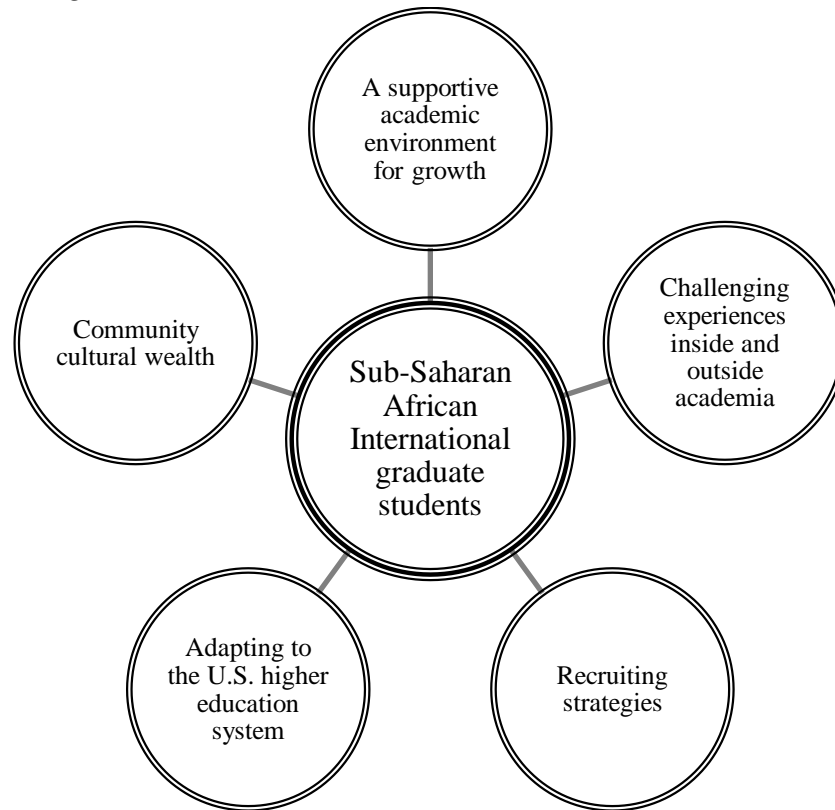 A supportive
academic
environment
for growth
Community
cultural wealth
Challenging
experiences
inside and
outside
academia
Sub-Saharan
African
International
graduate
students
Adapting to
the U.S. higher
education
system
Recruiting
strategies